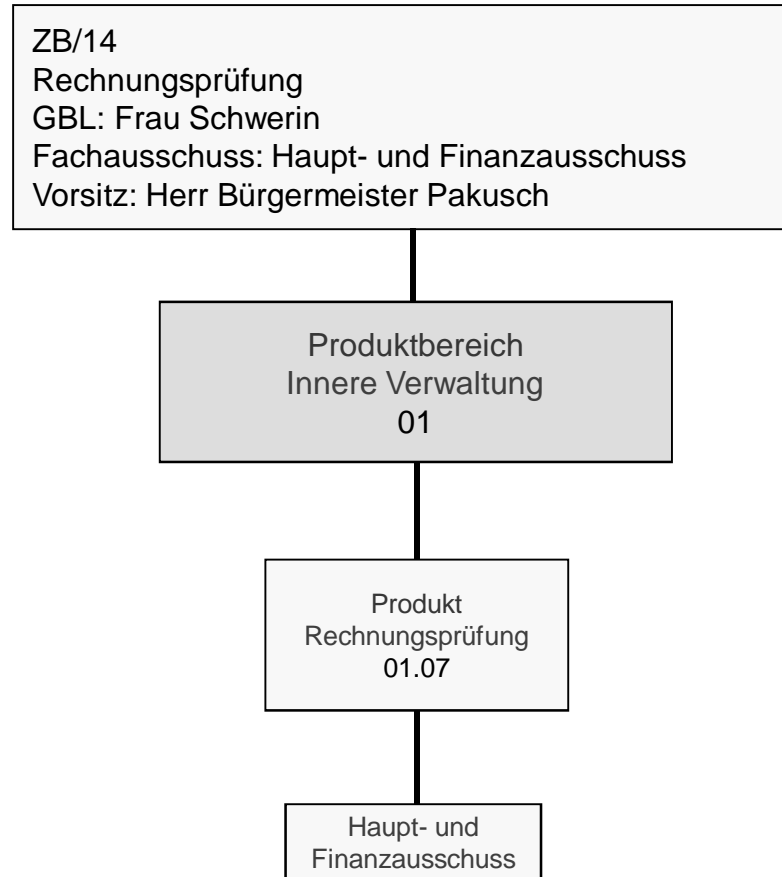 ZB/14
Rechnungsprüfung
GBL: Frau Schwerin
Fachausschuss: Haupt- und Finanzausschuss
Vorsitz: Herr Bürgermeister Pakusch
Produktbereich
Innere Verwaltung
01
Produkt
Rechnungsprüfung
01.07
Haupt- und
Finanzausschuss